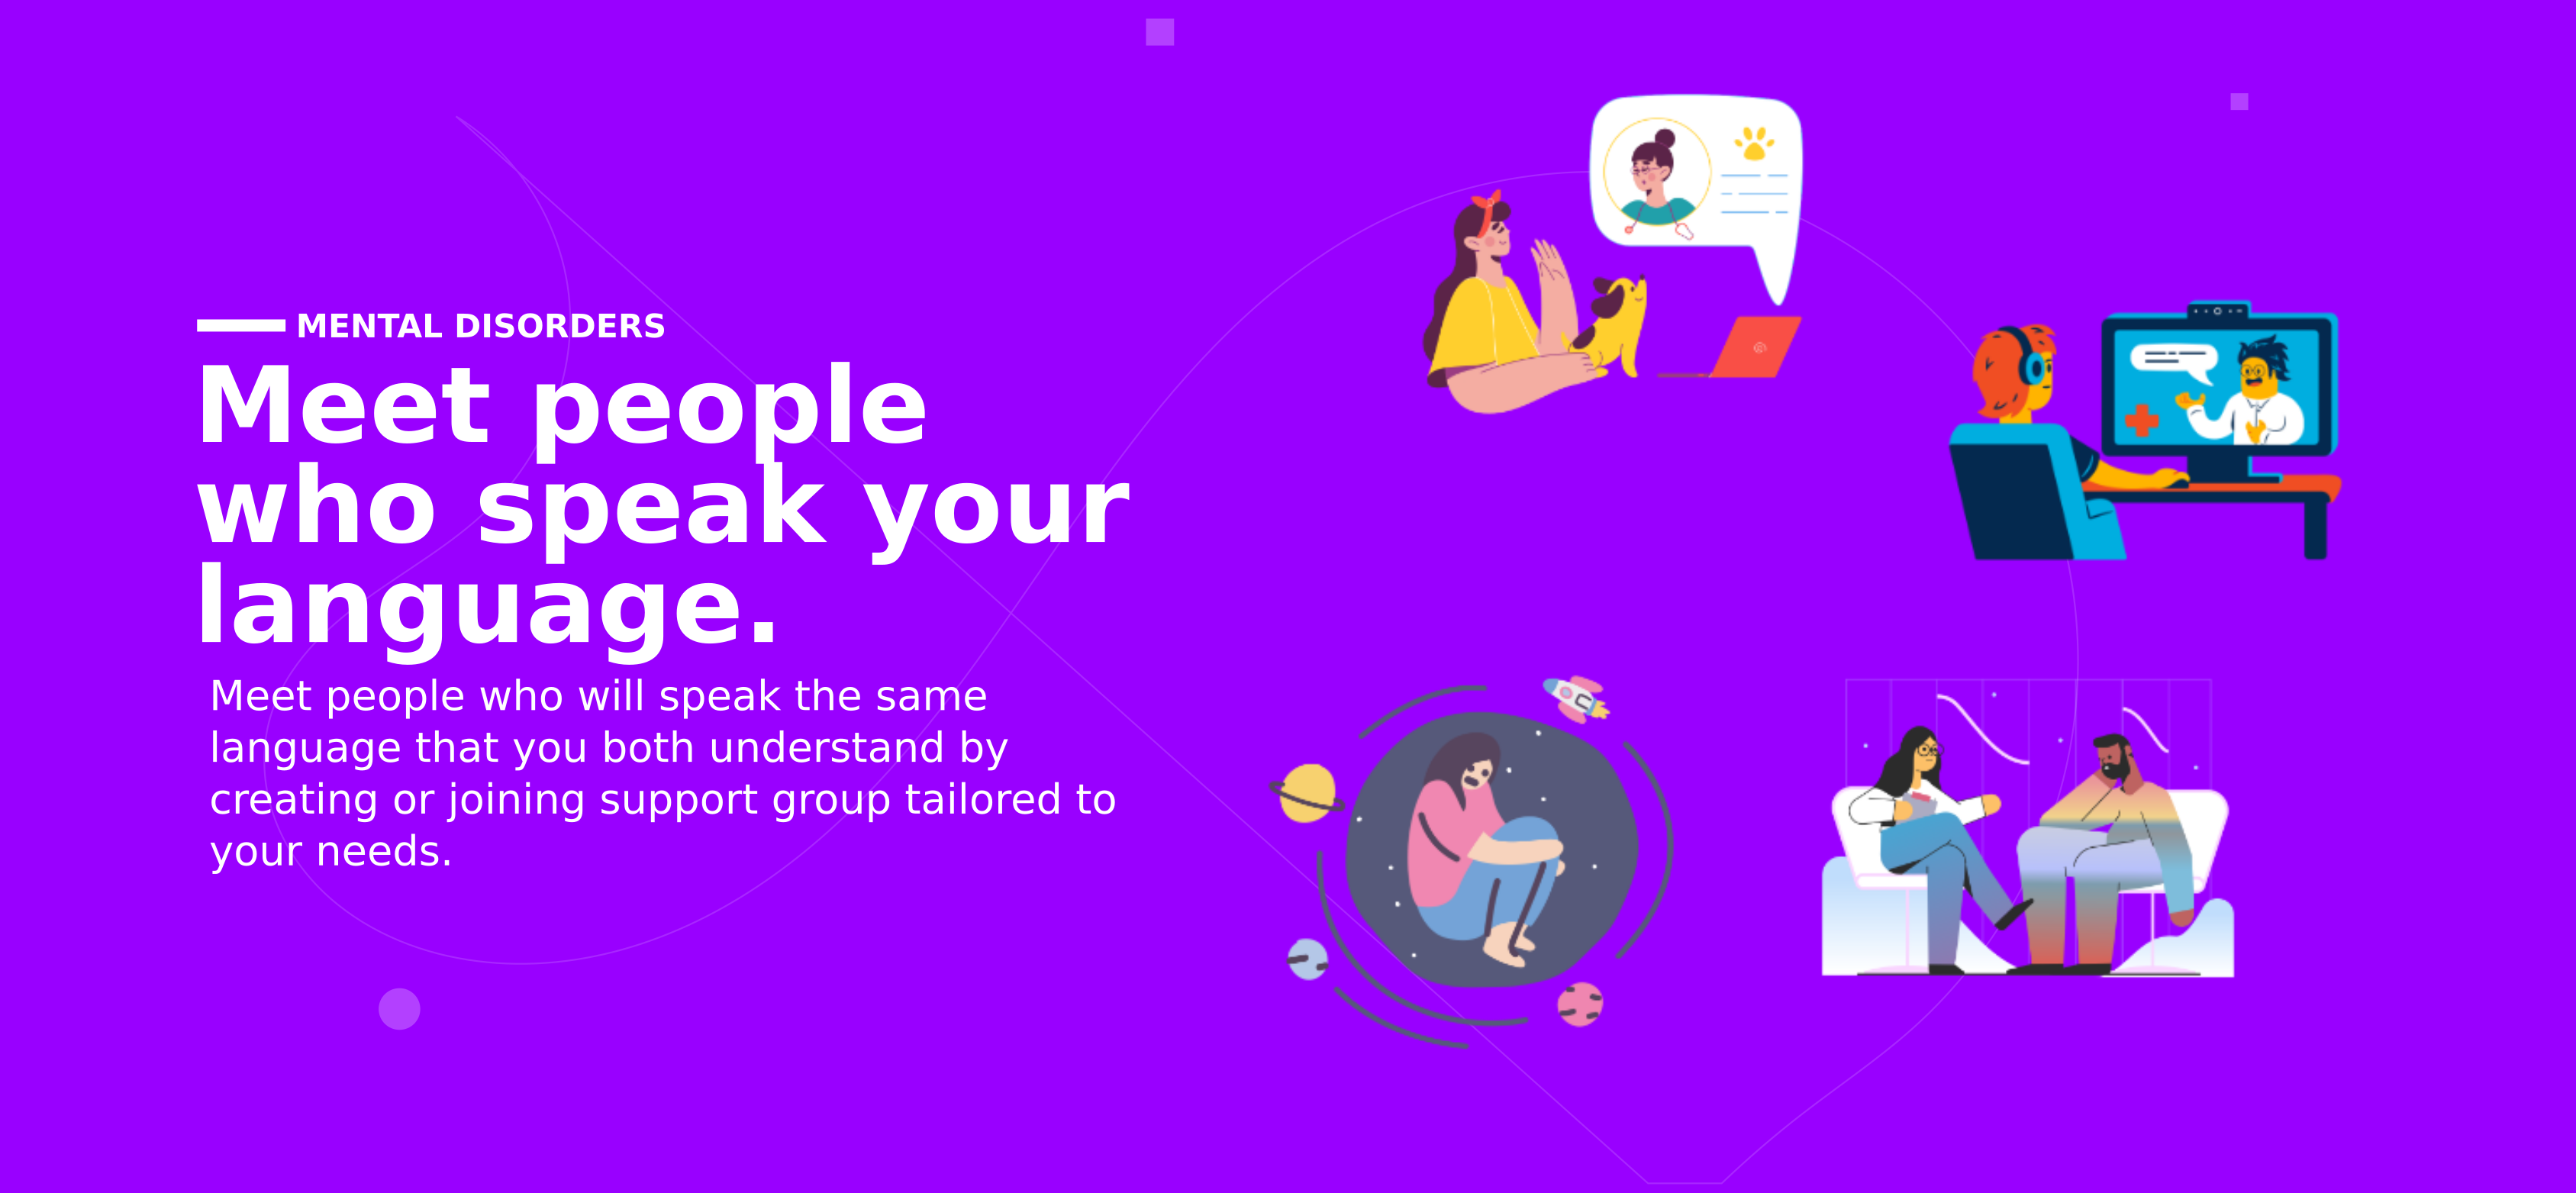 MENTAL DISORDERS
Meet people
who speak your
language.
Meet people who will speak the same
language that you both understand by
creating or joining support group tailored to
your needs.